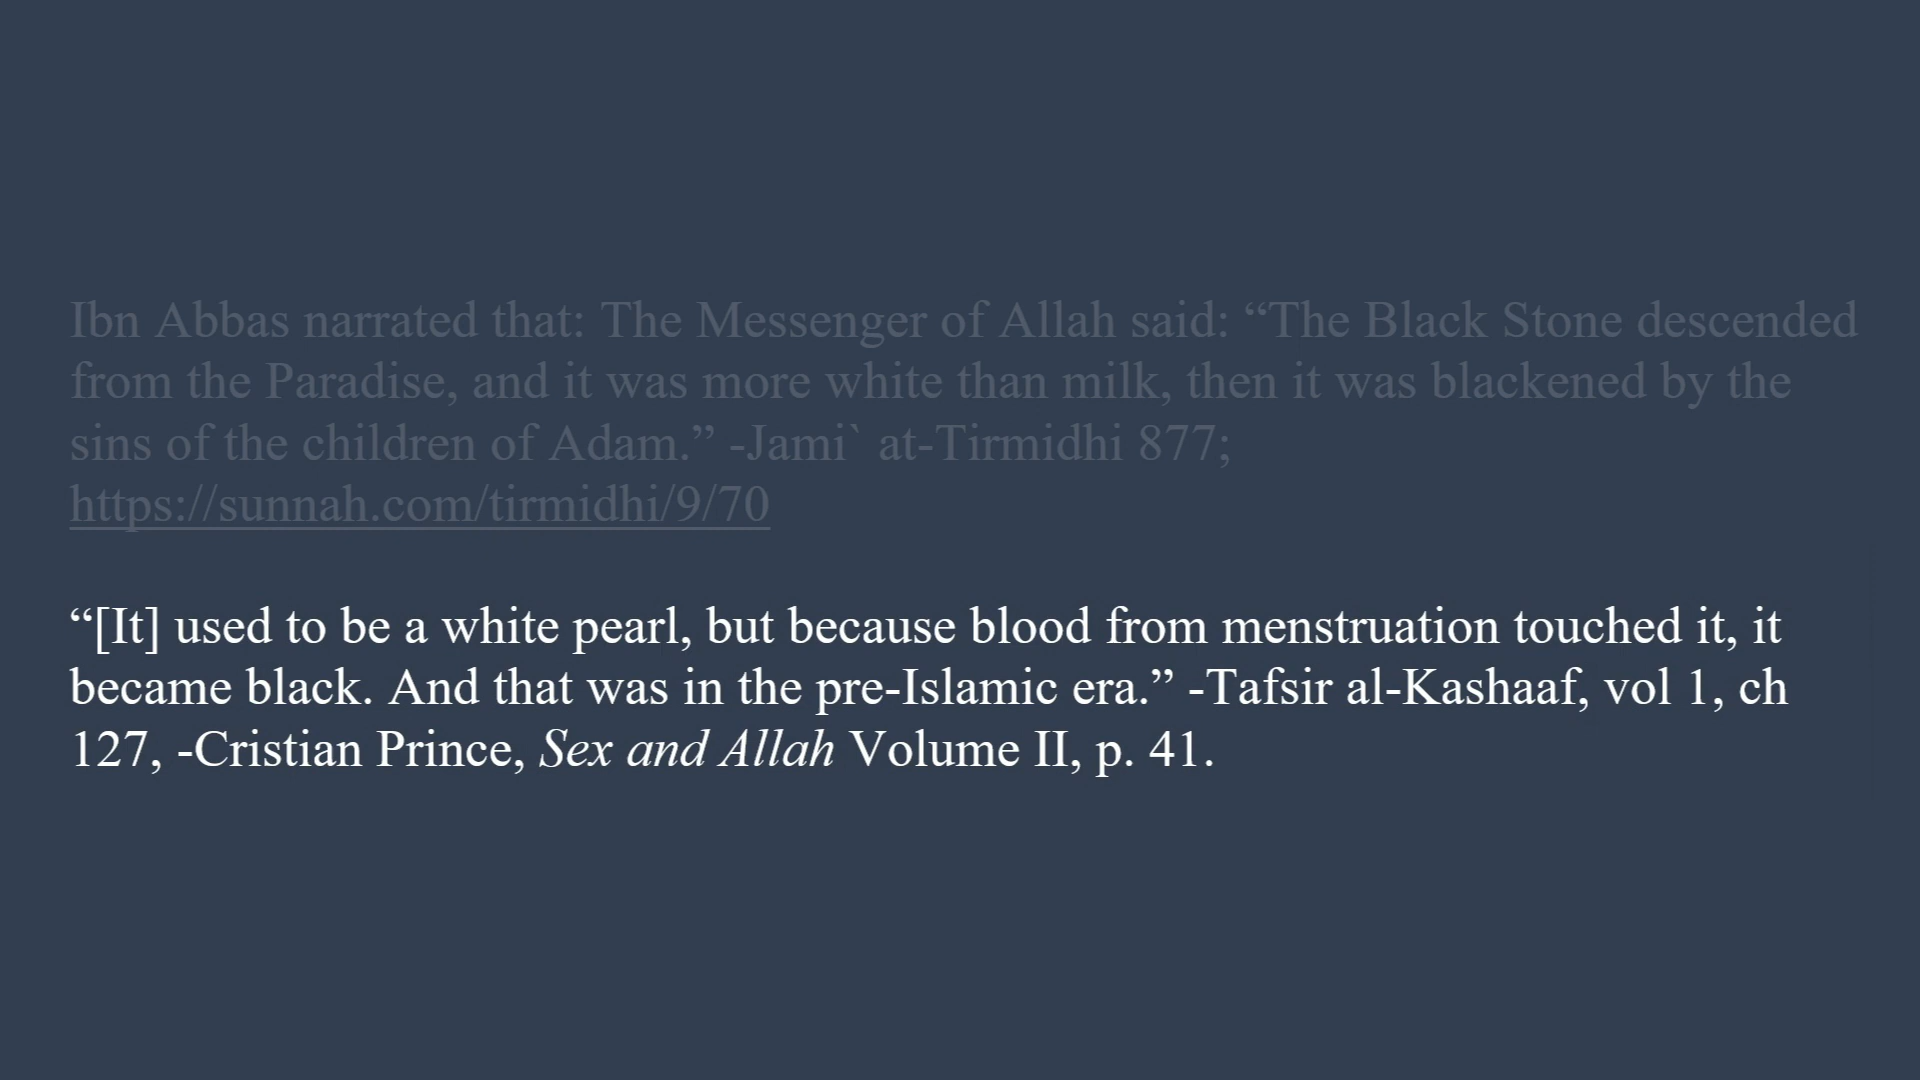 Ibn Abbas narrated that: The Messenger of Allah said: “The Black Stone descended
from the Paradise, and it was more white than milk, then it was blackened by the
sins of the children of Adam.” -Jami` at-Tirmidhi 877;
https://sunnah.com/tirmidhi/9/70
“[It] used to be a white pearl, but because blood from menstruation touched it, it
became black. And that was in the pre-Islamic era.” -Tafsir al-Kashaaf, vol 1, ch
127, -Cristian Prince, Sex and Allah Volume II, p. 41.